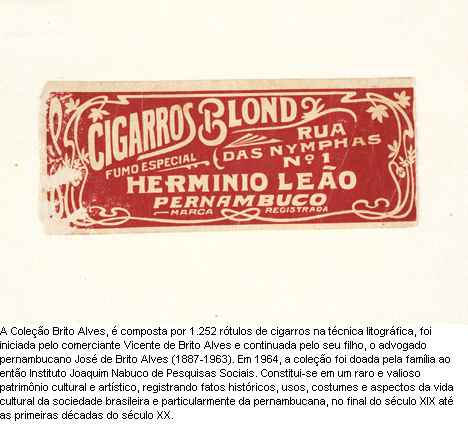 CIGARROS BLOND
FUMO ESPECIAL
RUA
DAS NYMPHAS
Nº 1
HERMINIO LEÃO
PERNAMBUCO
MARCA REGISTRADA
A Coleção Brito Alves, é composta por 1.252 rótulos de cigarros na técnica litográfica, foi
iniciada pelo comerciante Vicente de Brito Alves e continuada pelo seu filho, o advogado
pernambucano José de Brito Alves (1887-1963). Em 1964, a coleção foi doada pela família ao
então Instituto Joaquim Nabuco de Pesquisas Sociais. Constitui-se em um raro e valioso
patrimônio cultural e artístico, registrando fatos históricos, usos, costumes e aspectos da vida
cultural da sociedade brasileira e particularmente da pernambucana, no final do século XIX até
as primeiras décadas do século XX.